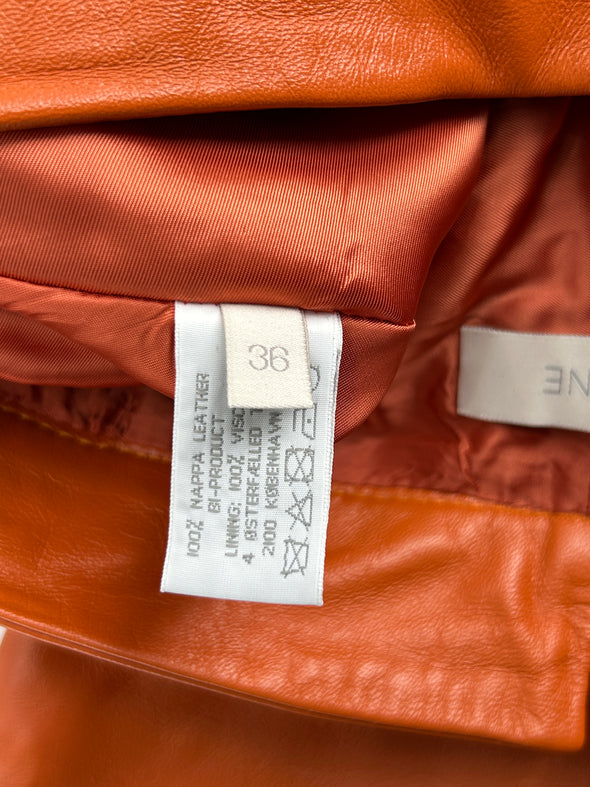 36
100% NAPPA LEATHER
BI-PRODUCT
LINING: 100% VISC
4 ØSTERFÆLLED T
2100 KØBENHAVN
NE